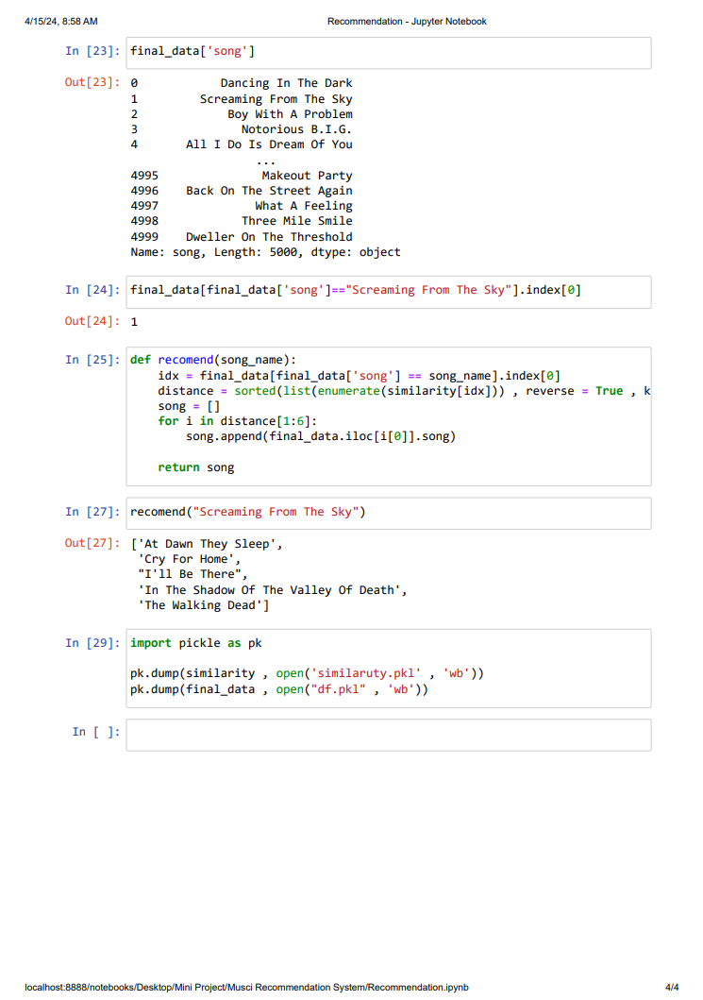 4/15/24, 8:58 AM Recommendation - Jupyter Notebook
In [23]: final_data['song']
Out[23]: 0 Dancing In The Dark
1 Screaming From The Sky
2 Boy With A Problem
3 Notorious B.I.G.
4 All I Do Is Dream Of You
...
4995 Makeout Party
4996 Back On The Street Again
4997 What A Feeling
4998 Three Mile Smile
4999 Dweller On The Threshold
Name: song, Length: 5000, dtype: object
In [24]: final_data[final_data['song']=="Screaming From The Sky"].index[0]
Out[24]: 1
In [25]: def recomend(song_name):
idx = final_data[final_data['song'] == song_name].index[0]
distance = sorted(list(enumerate(similarity[idx])) , reverse = True , k
song = []
for i in distance[1:6]:
song.append(final_data.iloc[i[0]].song)
return song
In [27]: recomend("Screaming From The Sky")
Out[27]: ['At Dawn They Sleep',
'Cry For Home',
"I'll Be There",
'In The Shadow Of The Valley Of Death',
'The Walking Dead']
In [29]: import pickle as pk
pk.dump(similarity , open('similaruty.pkl' , 'wb'))
pk.dump(final_data , open("df.pkl" , 'wb'))
In [ ]:
localhost:8888/notebooks/Desktop/Mini Project/Musci Recommendation System/Recommendation.ipynb 4/4